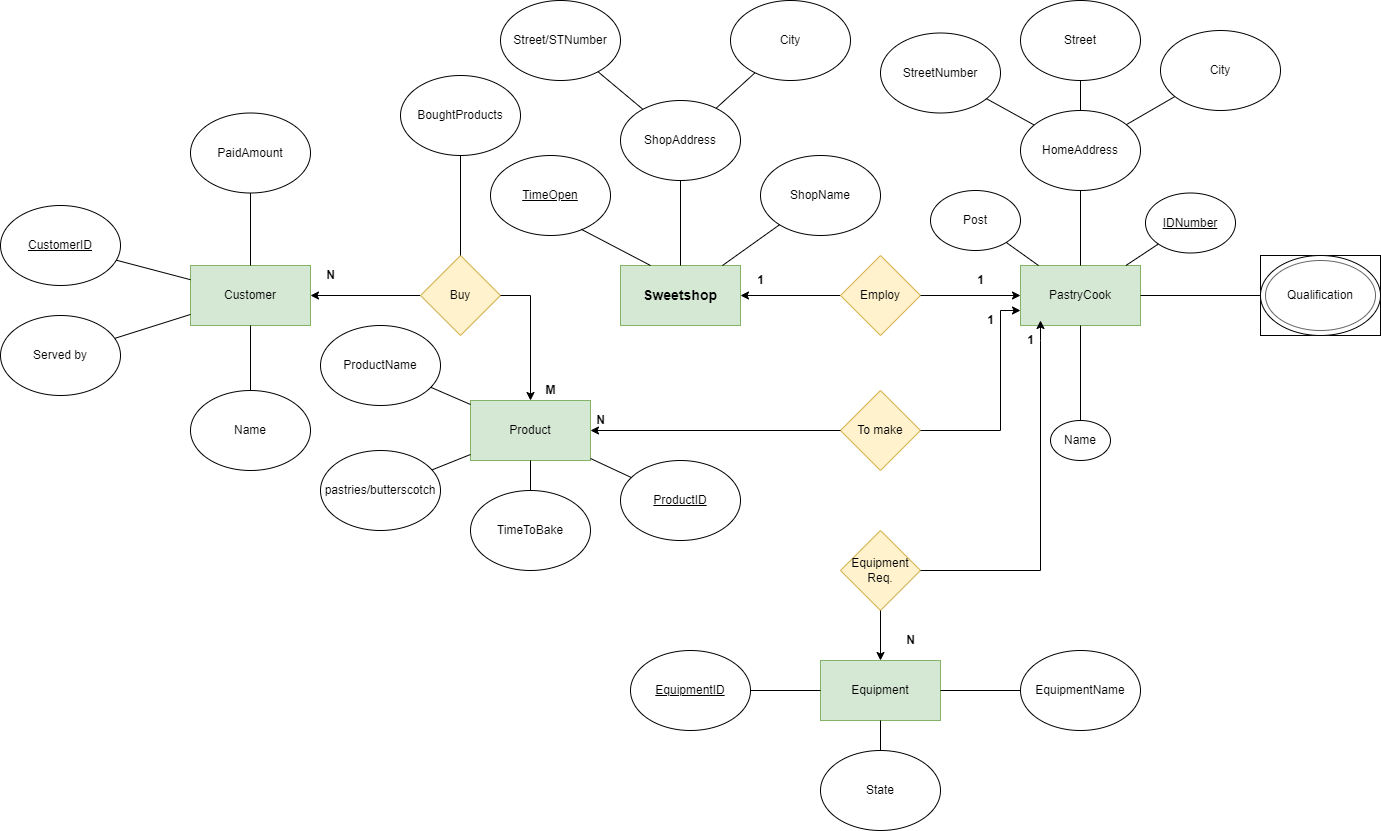 Street/STNumber
City
Street
StreetNumber
City
BoughtProducts
ShopAddress
HomeAddress
PaidAmount
TimeOpen
ShopName
Post
IDNumber
CustomerID
N
1
1
Customer
Buy
Sweetshop
Employ
PastryCook
Qualification
1
1
Served by
ProductName
M
N
Name
Product
To make
Name
pastries/butterscotch
ProductID
TimeToBake
Equipment
Req.
N
EquipmentID
Equipment
EquipmentName
State